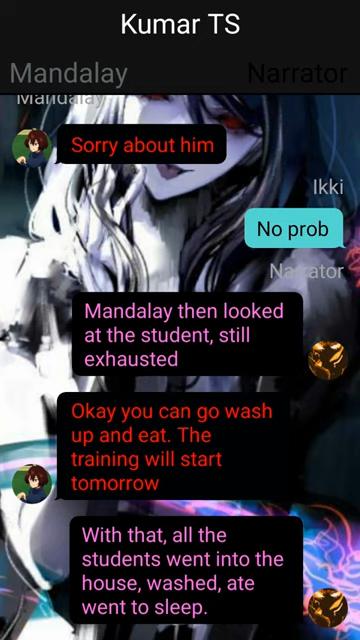 Kumar TS
Mandalay
Narrator
Mandalay
Sorry about him
Ikki
No prob
Narrator
Mandalay then looked
at the student, still
exhausted
Okay you can go wash
up and eat. The
training will start
tomorrow
With that, all the
students went into the
house, washed, ate
went to sleep.